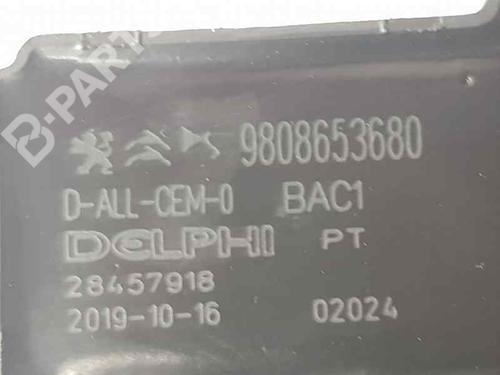 B-PARTS
9808653680
D-ALL-CEM-0 BAC1
DELPHI PT
28457918
2019-10-16 02024